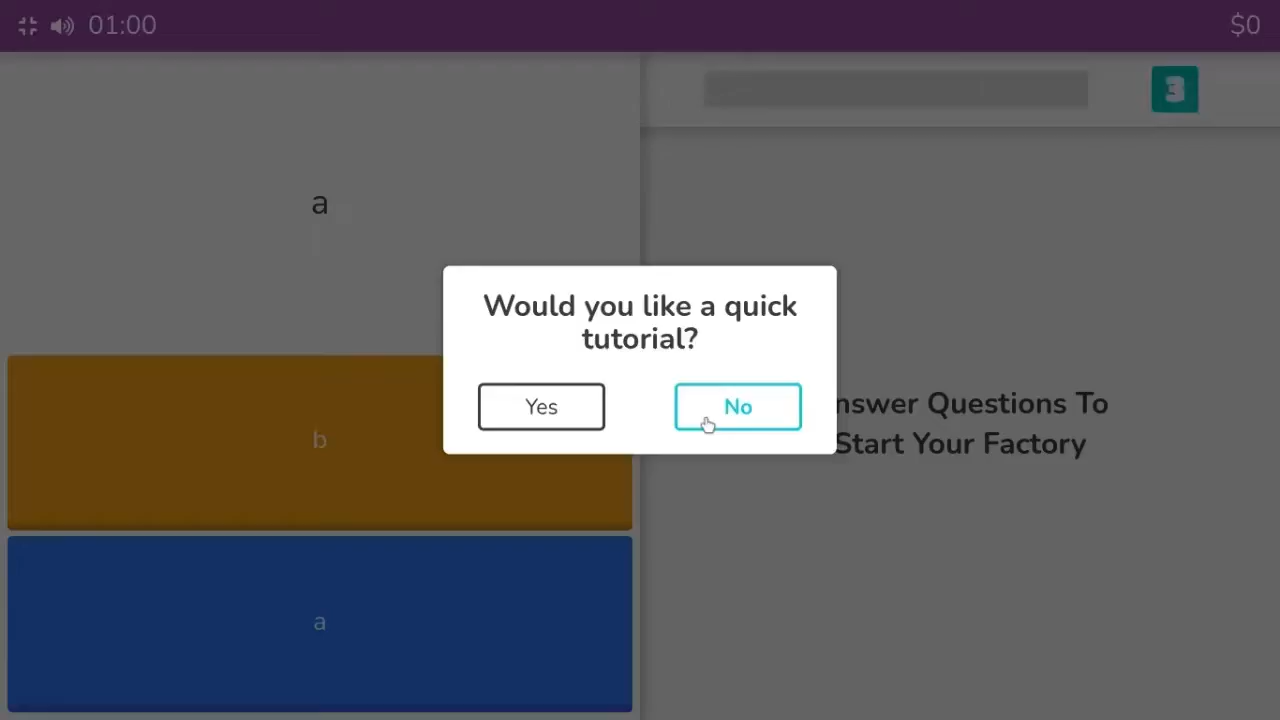 01:00
$0
a
Would you like a quick
tutorial?
Yes
No
b
a
nswer Questions To
Start Your Factory